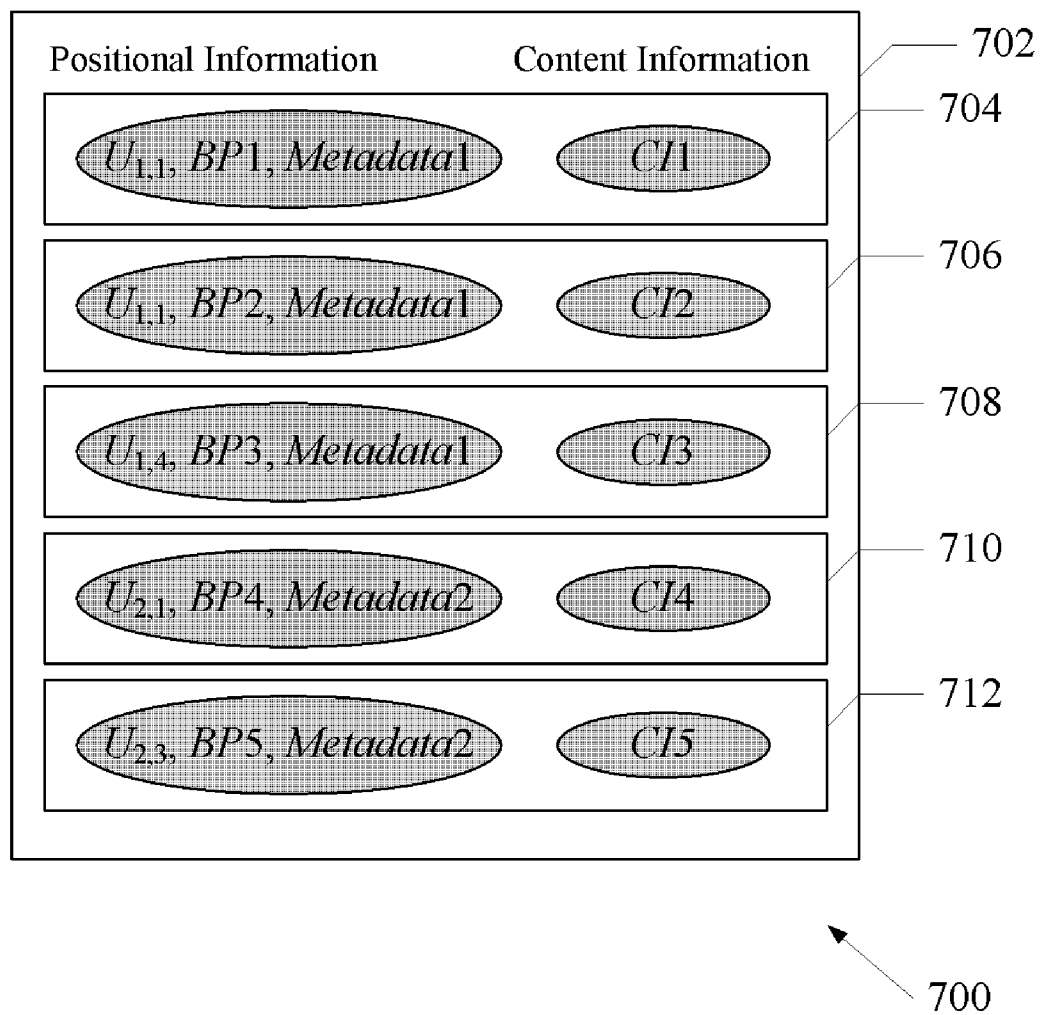 Positional Information Content Information 702
704
U1,1, BP1, Metadata1 CI1
706
U1,1, BP2, Metadata1 CI2
708
U1,4, BP3, Metadata1 CI3
710
U2,1, BP4, Metadata2 CI4
712
U2,3, BP5, Metadata2 CI5
700